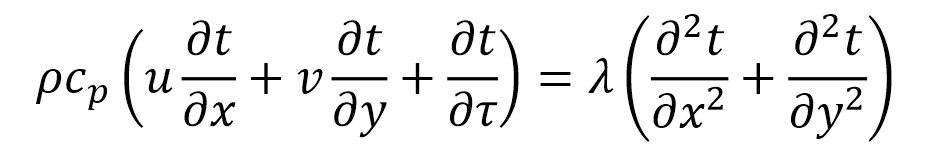 ρc_p (u ∂t/∂x + v ∂t/∂y + ∂t/∂τ) = λ (∂²t/∂x² + ∂²t/∂y²)